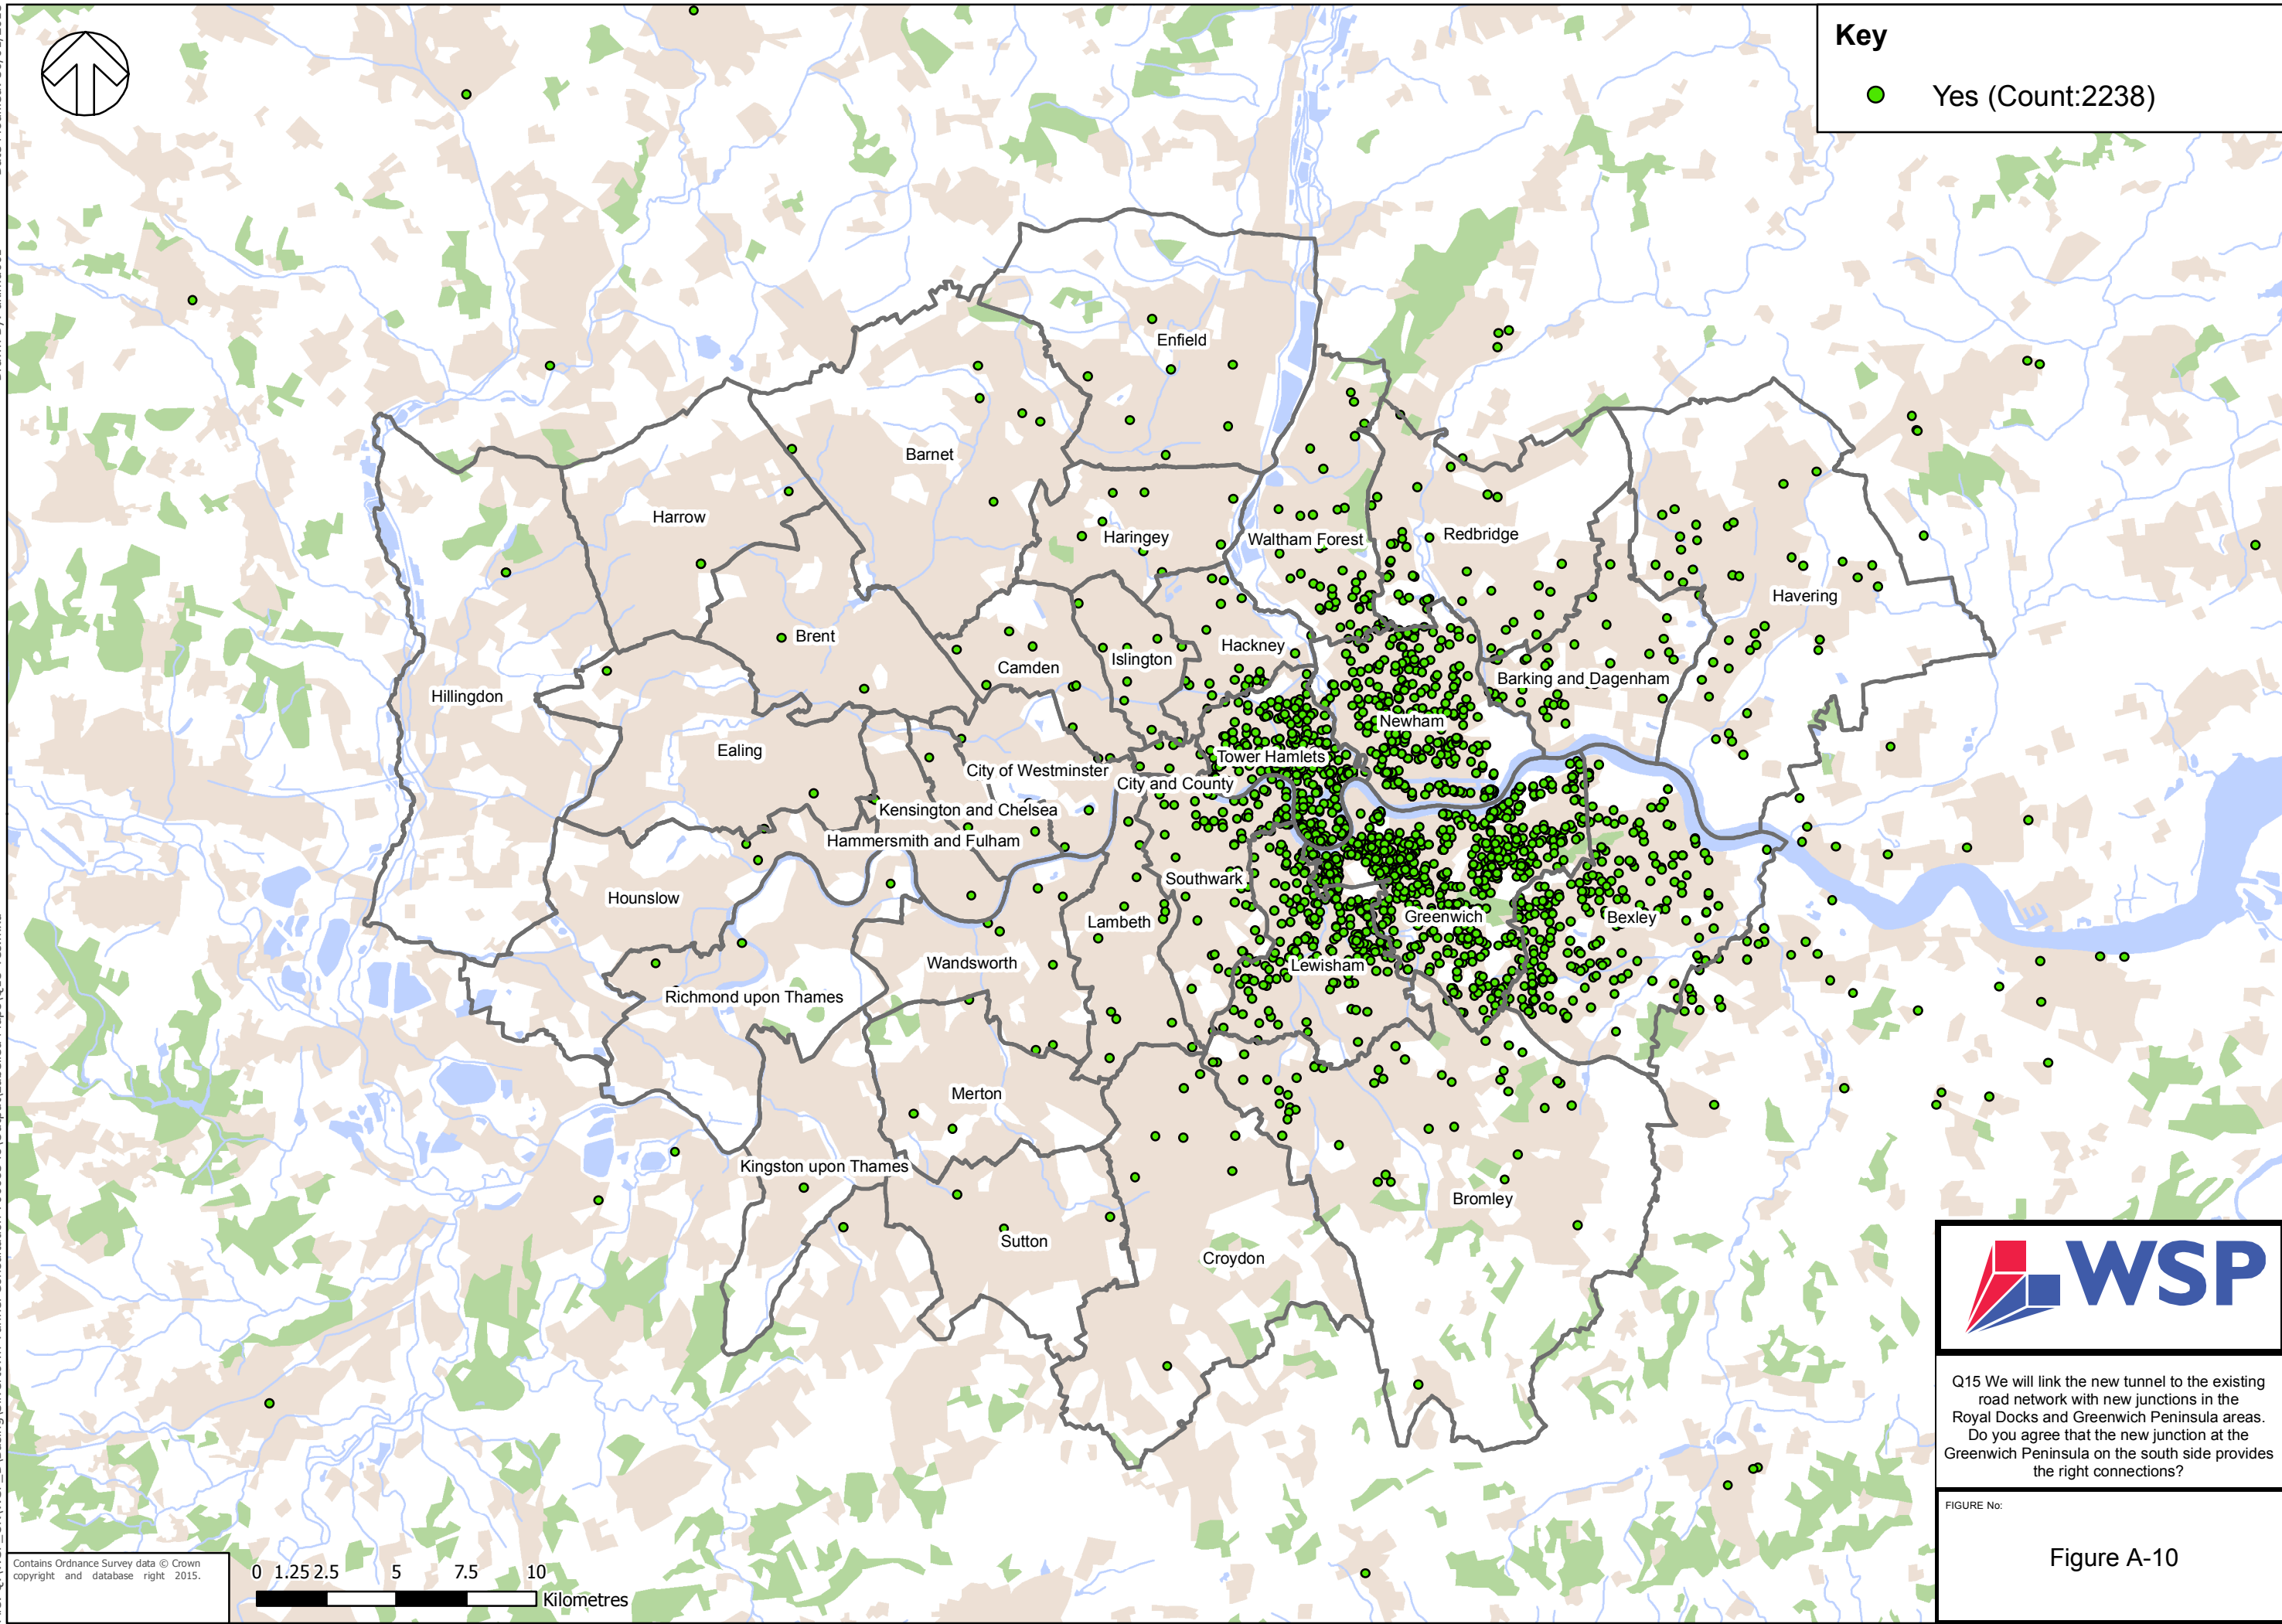 Key
Yes (Count:2238)
Enfield
Barnet
Harrow
Haringey
Waltham Forest
Redbridge
Havering
Brent
Hackney
Islington
Camden
Barking and Dagenham
Hillingdon
Newham
Ealing
Tower Hamlets
City of Westminster
City and County
Kensington and Chelsea
Hammersmith and Fulham
Southwark
Hounslow
Greenwich
Bexley
Lambeth
Wandsworth
Lewisham
Richmond upon Thames
Merton
Kingston upon Thames
Bromley
Sutton
Croydon
WSP
Q15 We will link the new tunnel to the existing
road network with new junctions in the
Royal Docks and Greenwich Peninsula areas.
Do you agree that the new junction at the
Greenwich Peninsula on the south side provides
the right connections?
FIGURE No:
Figure A-10
Contains Ordnance Survey data © Crown
copyright and database right 2015.
0 1.25 2.5 5 7.5 10
Kilometres